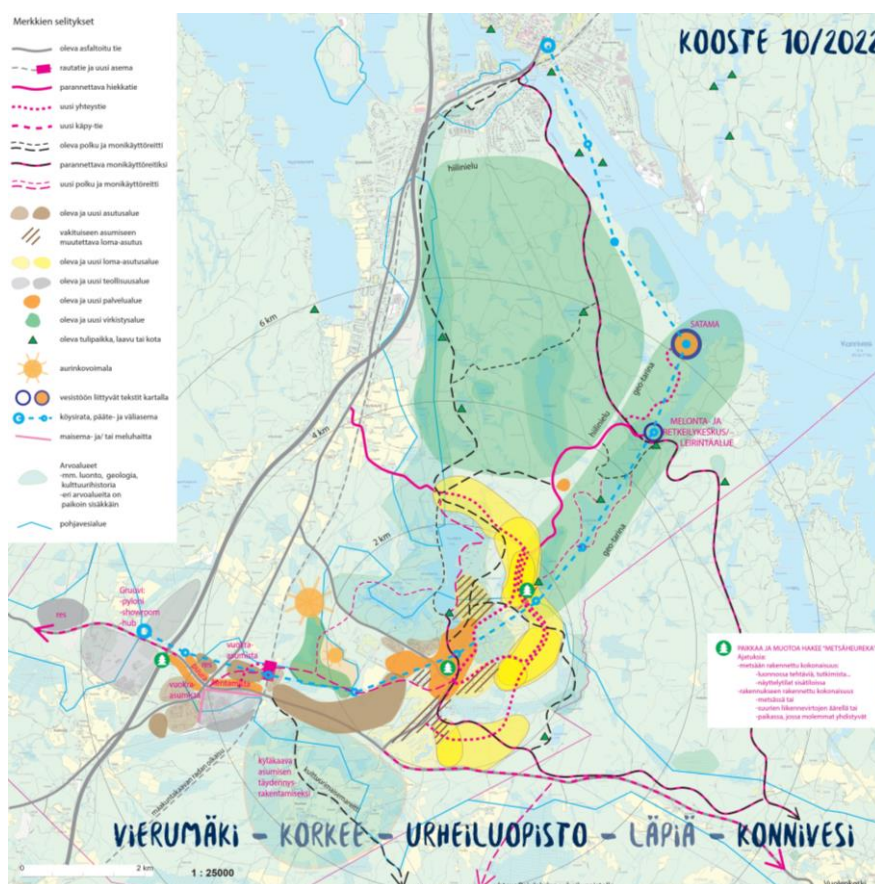 Merkkien selitykset
KOOSTE 10/2022
oleva asfaltoitu tie
rautatie ja uusi asema
parannettava hiekkatie
uusi yhteystie
uusi käpy-tie
oleva polku ja monikäyttöreitti
parannettava monikäyttöreitiksi
uusi polku ja monikäyttöreitti
oleva ja uusi asutusalue
vakituiseen asumiseen
muutettava loma-asutus
oleva ja uusi loma-asutusalue
oleva ja uusi teollisuusalue
oleva ja uusi palvelualue
oleva ja uusi virkistysalue
oleva tulipaikka, laavu tai kota
aurinkovoimala
vesistöön liittyvät tekstit kartalla
köysirata, pääte- ja väliasema
maisema- ja/ tai meluhaitta
Arvoalueet
-mm. luonto, geologia,
kulttuurihistoria
-eri arvoalueita on
paikoin sisäkkäin
pohjavesialue
hiilinielu
6 km
SATAMA
geo-tarina
4 km
hiilinielu
MELONTA- JA
RETKEILYKESKUS/-
LEIRINTÄALUE
2 km
geo-tarina
Gruovi:
-pyloni
-showroom
-hub
res
vuokra-
asumista
res
vuokra-
asumista
kyläkaava
asumisen
täydennys-
rakentamiseksi
PAIKKAA JA MUOTOA HAKEE "METSÄHEUREKA"
Ajatuksia:
-metsään rakennettu kokonaisuus
-luonnossa tehtäviä, tutkimista...
-näyttelytilat sisätiloissa
-rakennukseen rakennettu kokonaisuus
-metsässä tai
-suurien liikennevirtojen äärellä tai
-paikassa, jossa molemmat yhdistyvät
VIERUMÄKI – KORKEE – URHEILUOPISTO – LÄPIÄ – KONNIVESI
0 2 km 1 : 25000